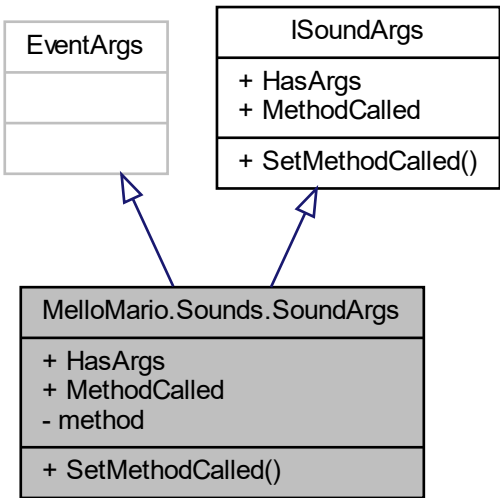 EventArgs
ISoundArgs
+ HasArgs
+ MethodCalled
+ SetMethodCalled()
MelloMario.Sounds.SoundArgs
+ HasArgs
+ MethodCalled
- method
+ SetMethodCalled()